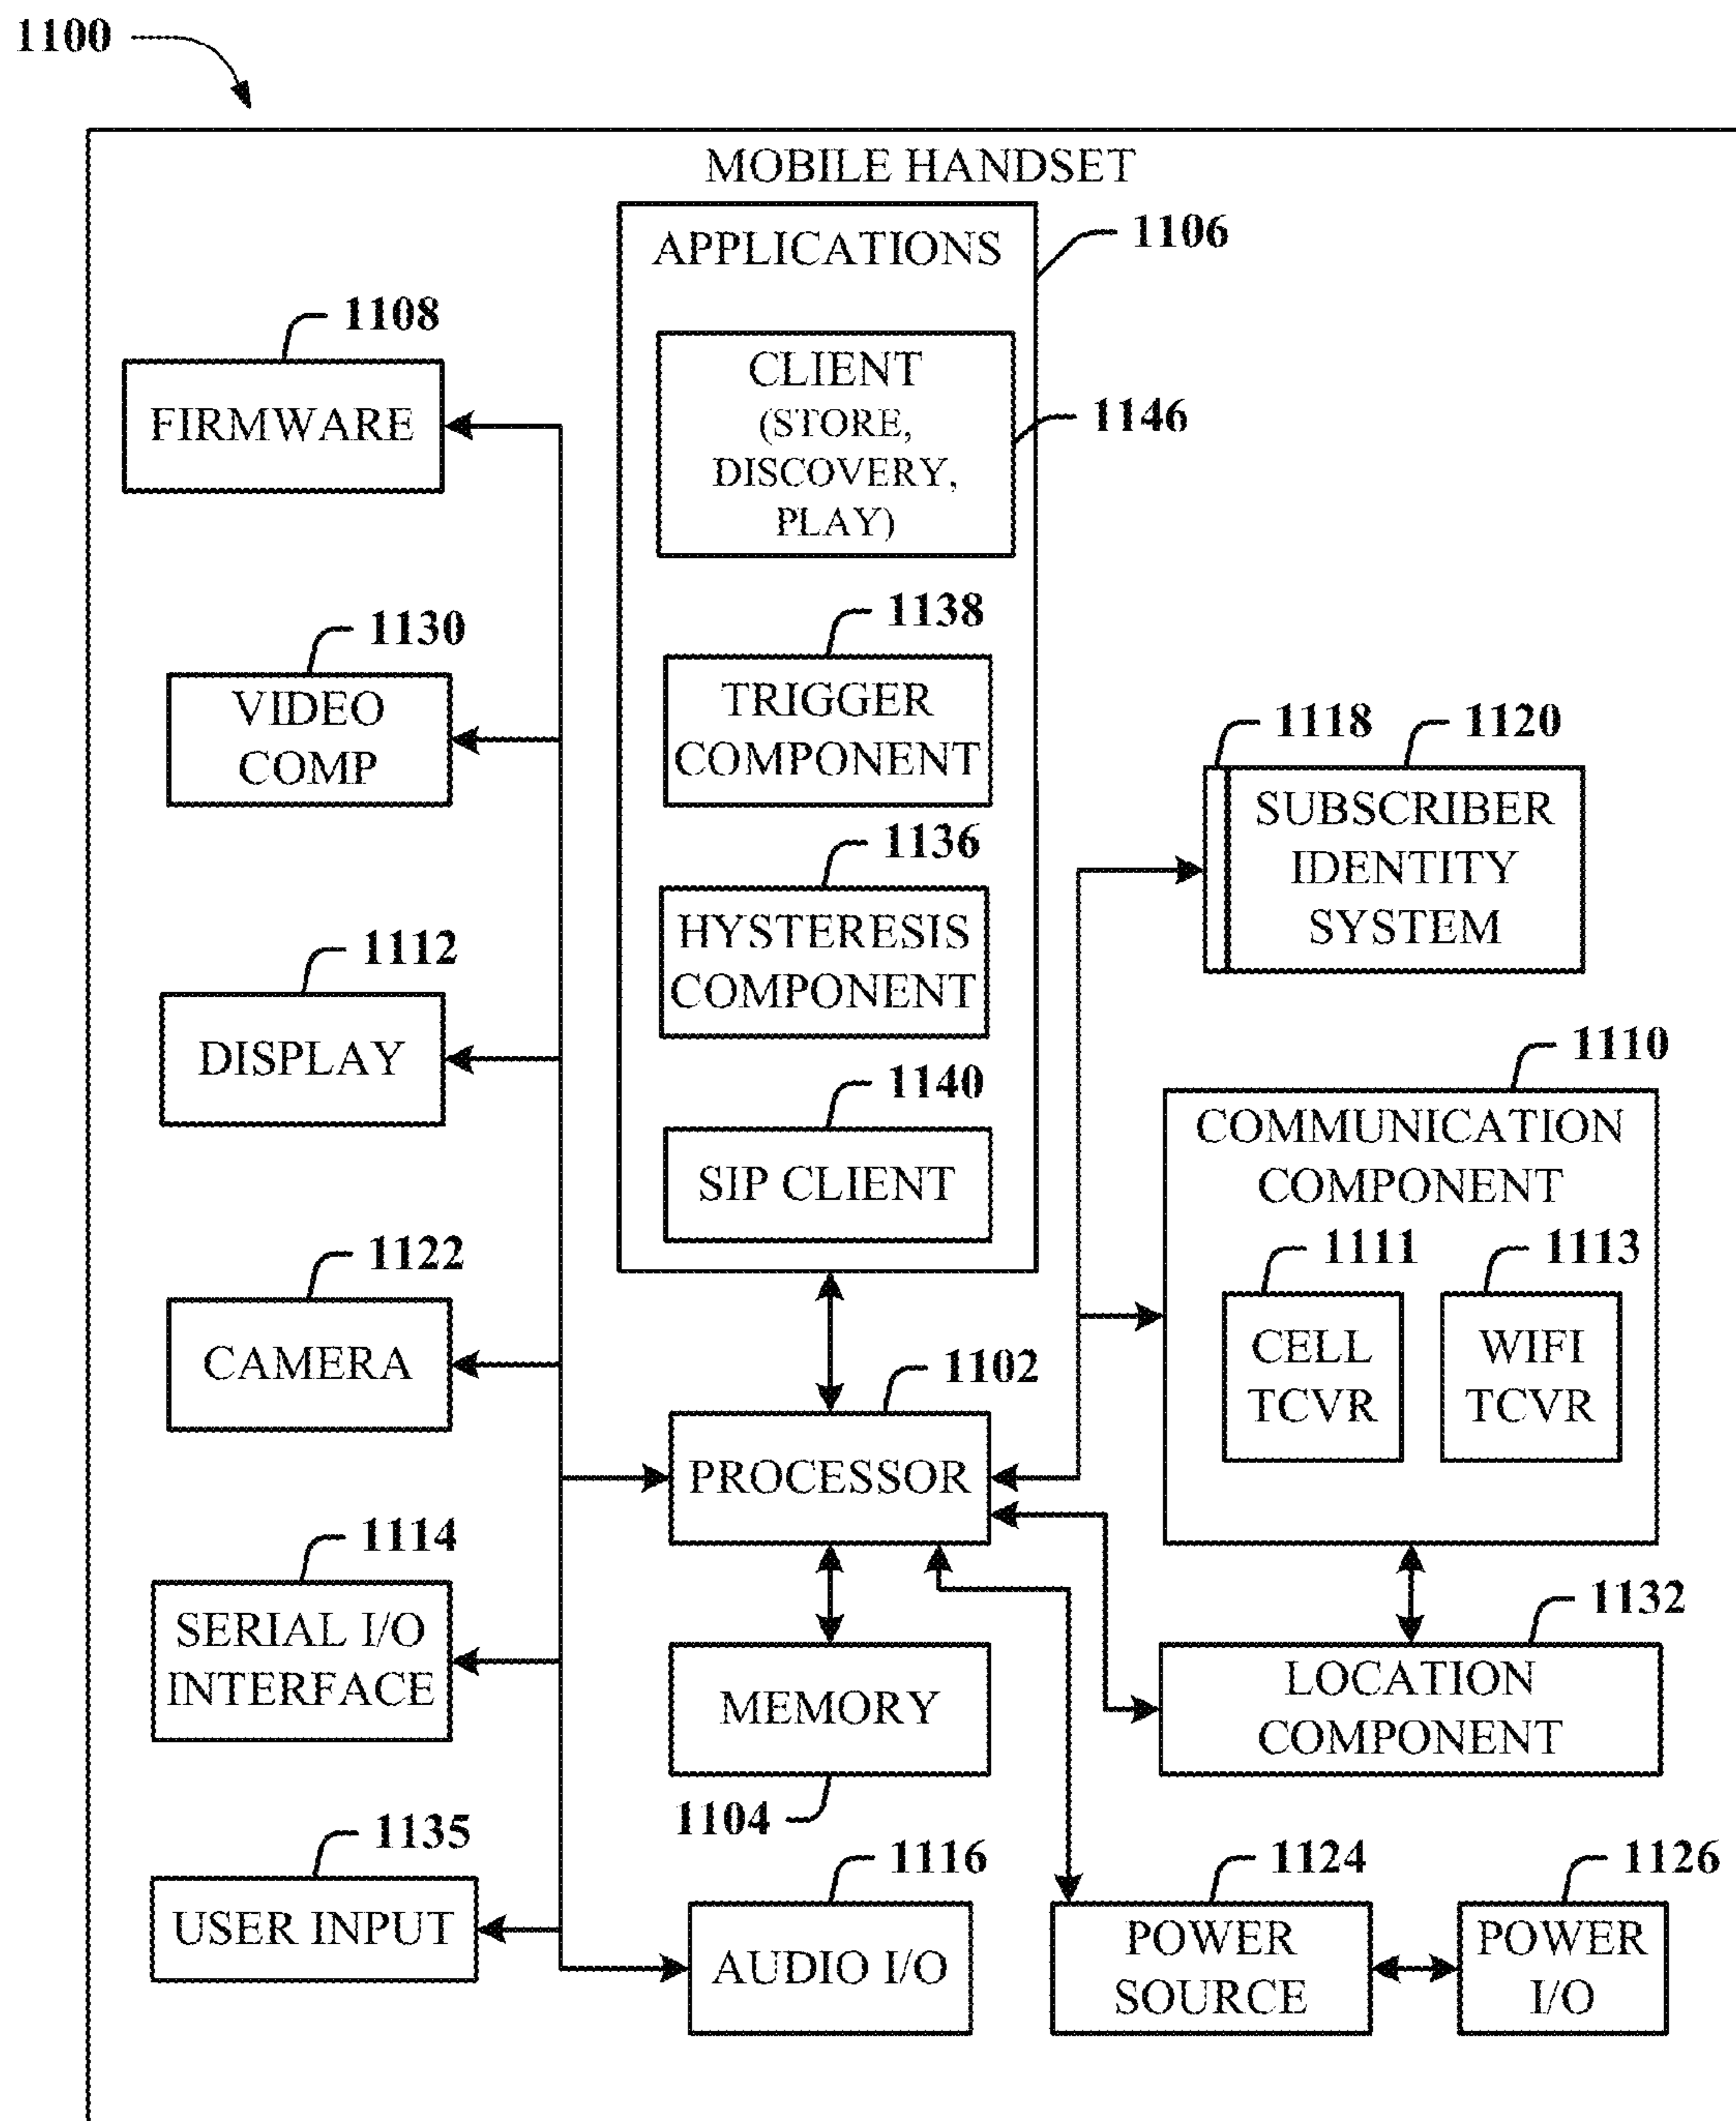 1100
MOBILE HANDSET
APPLICATIONS
1106
CLIENT
(STORE,
DISCOVERY,
PLAY)
1146
1138
TRIGGER
COMPONENT
1136
HYSTERESIS
COMPONENT
1140
SIP CLIENT
1108
FIRMWARE
1130
VIDEO
COMP
1112
DISPLAY
1122
CAMERA
1114
SERIAL I/O
INTERFACE
1135
USER INPUT
1102
PROCESSOR
MEMORY
1104
1116
AUDIO I/O
1118
1120
SUBSCRIBER
IDENTITY
SYSTEM
1110
COMMUNICATION
COMPONENT
1111
CELL
TCVR
1113
WIFI
TCVR
1132
LOCATION
COMPONENT
1124
POWER
SOURCE
1126
POWER
I/O